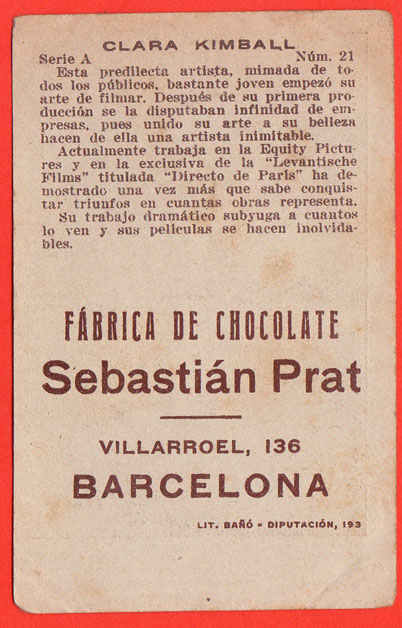 CLARA KIMBALL
Serie A Núm. 21
Esta predilecta artista, mimada de to-
dos los públicos, bastante joven empezó su
arte de filmar. Después de su primera pro-
ducción se la disputaban infinidad de em-
presas, pues unido su arte a su belleza
hacen de ella una artista inimitable.
Actualmente trabaja en la Equity Pictu-
res y en la exclusiva de la "Levantische
Films" titulada "Directo de París" ha de-
mostrado una vez más que sabe conquis-
tar triunfos en cuantas obras representa.
Su trabajo dramático subyuga a cuantos
lo ven y sus películas se hacen inolvida-
bles.
FÁBRICA DE CHOCOLATE
Sebastián Prat
VILLARROEL, 136
BARCELONA
LIT. BAÑÓ - DIPUTACIÓN, 193